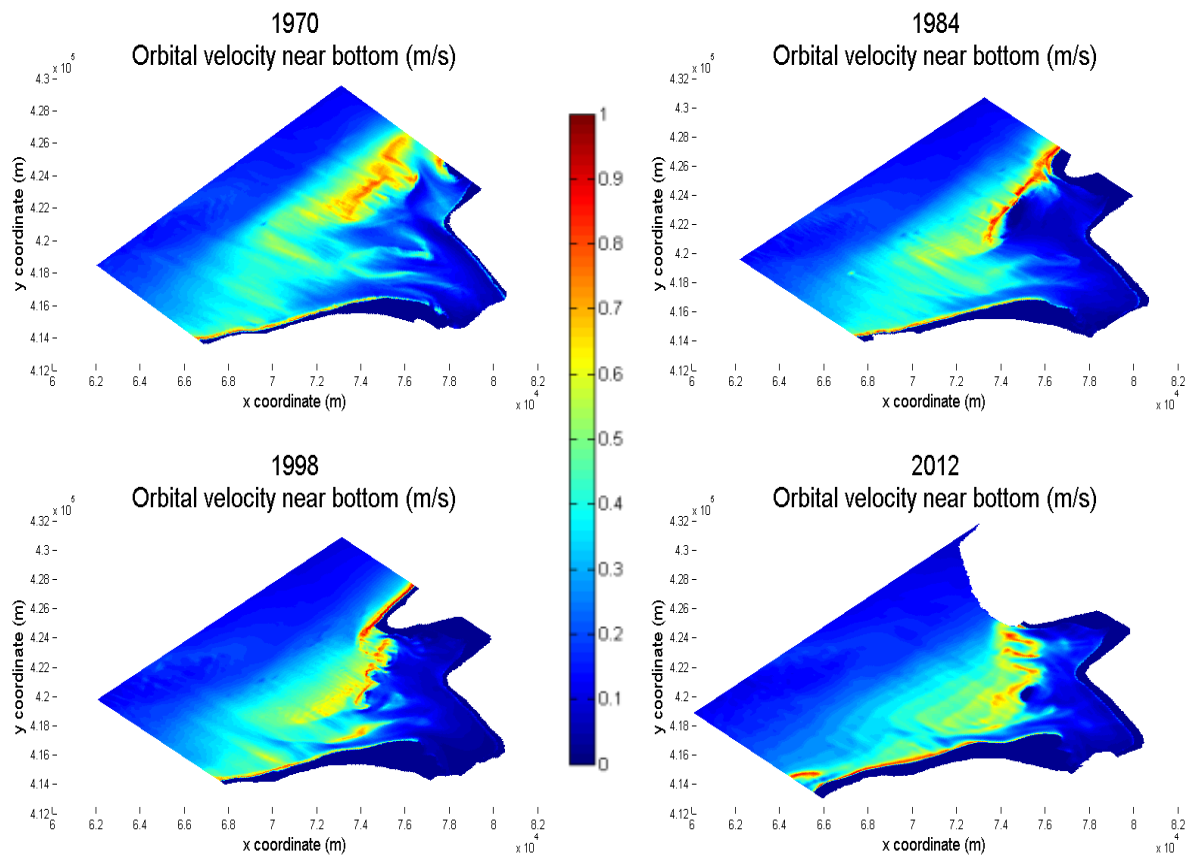 1970
Orbital velocity near bottom (m/s)
x 10^5
4.3
4.28
4.26
4.24
4.22
4.2
4.18
4.16
4.14
4.12
y coordinate (m)
6 6.2 6.4 6.6 6.8 7 7.2 7.4 7.6 7.8 8 8.2
x coordinate (m)
x 10^4
1984
Orbital velocity near bottom (m/s)
x 10^5
4.32
4.3
4.28
4.26
4.24
4.22
4.2
4.18
4.16
4.14
4.12
y coordinate (m)
6 6.2 6.4 6.6 6.8 7 7.2 7.4 7.6 7.8 8 8.2
x coordinate (m)
x 10^4
1
0.9
0.8
0.7
0.6
0.5
0.4
0.3
0.2
0.1
0
1998
Orbital velocity near bottom (m/s)
x 10^5
4.32
4.3
4.28
4.26
4.24
4.22
4.2
4.18
4.16
4.14
4.12
y coordinate (m)
6 6.2 6.4 6.6 6.8 7 7.2 7.4 7.6 7.8 8 8.2
x coordinate (m)
x 10^4
2012
Orbital velocity near bottom (m/s)
x 10^5
4.32
4.3
4.28
4.26
4.24
4.22
4.2
4.18
4.16
4.14
4.12
y coordinate (m)
6 6.2 6.4 6.6 6.8 7 7.2 7.4 7.6 7.8 8 8.2
x coordinate (m)
x 10^4